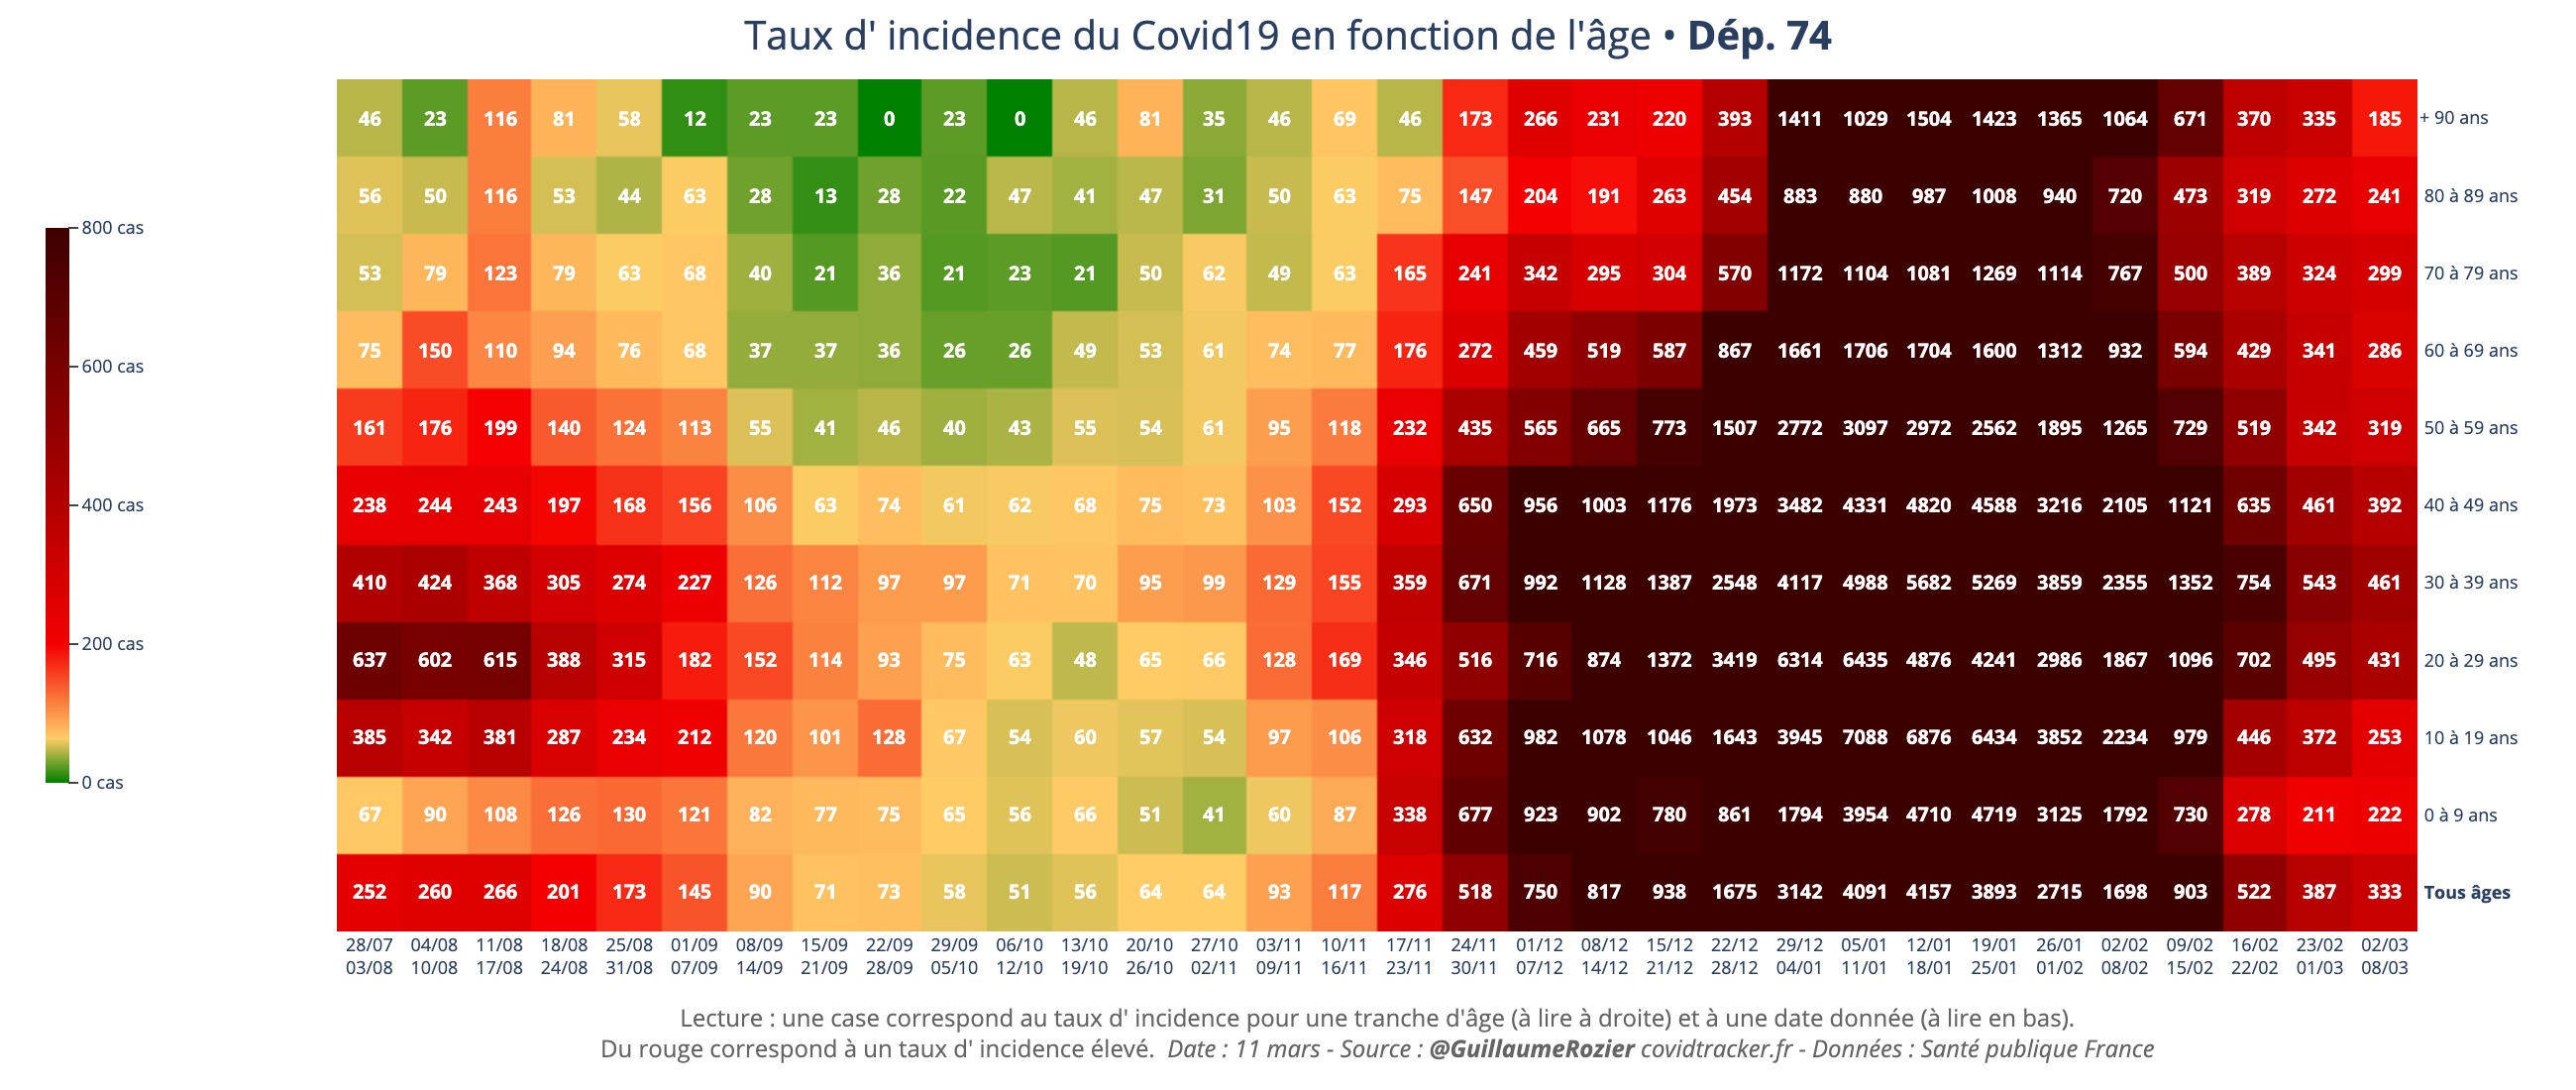 Taux d' incidence du Covid19 en fonction de l'âge • Dép. 74
46 23 116 81 58 12 23 23 0 23 0 46 81 35 46 69 46 173 266 231 220 393 1411 1029 1504 1423 1365 1064 671 370 335 185 + 90 ans
56 50 116 53 44 63 28 13 28 22 47 41 47 31 50 63 75 147 204 191 263 454 883 880 987 1008 940 720 473 319 272 241 80 à 89 ans
800 cas
53 79 123 79 63 68 40 21 36 21 23 21 50 62 49 63 165 241 342 295 304 570 1172 1104 1081 1269 1114 767 500 389 324 299 70 à 79 ans
75 150 110 94 76 68 37 37 36 26 26 49 53 61 74 77 176 272 459 519 587 867 1661 1706 1704 1600 1312 932 594 429 341 286 60 à 69 ans
600 cas
161 176 199 140 124 113 55 41 46 40 43 55 54 61 95 118 232 435 565 665 773 1507 2772 3097 2972 2562 1895 1265 729 519 342 319 50 à 59 ans
400 cas
238 244 243 197 168 156 106 63 74 61 62 68 75 73 103 152 293 650 956 1003 1176 1973 3482 4331 4820 4588 3216 2105 1121 635 461 392 40 à 49 ans
410 424 368 305 274 227 126 112 97 97 71 70 95 99 129 155 359 671 992 1128 1387 2548 4117 4988 5682 5269 3859 2355 1352 754 543 461 30 à 39 ans
200 cas
637 602 615 388 315 182 152 114 93 75 63 48 65 66 128 169 346 516 716 874 1372 3419 6314 6435 4876 4241 2986 1867 1096 702 495 431 20 à 29 ans
385 342 381 287 234 212 120 101 128 67 54 60 57 54 97 106 318 632 982 1078 1046 1643 3945 7088 6876 6434 3852 2234 979 446 372 253 10 à 19 ans
0 cas
67 90 108 126 130 121 82 77 75 65 56 66 51 41 60 87 338 677 923 902 780 861 1794 3954 4710 4719 3125 1792 730 278 211 222 0 à 9 ans
252 260 266 201 173 145 90 71 73 58 51 56 64 64 93 117 276 518 750 817 938 1675 3142 4091 4157 3893 2715 1698 903 522 387 333 Tous âges
28/07 04/08 11/08 18/08 25/08 01/09 08/09 15/09 22/09 29/09 06/10 13/10 20/10 27/10 03/11 10/11 17/11 24/11 01/12 08/12 15/12 22/12 29/12 05/01 12/01 19/01 26/01 02/02 09/02 16/02 23/02 02/03
03/08 10/08 17/08 24/08 31/08 07/09 14/09 21/09 28/09 05/10 12/10 19/10 26/10 02/11 09/11 16/11 23/11 30/11 07/12 14/12 21/12 28/12 04/01 11/01 18/01 25/01 01/02 08/02 15/02 22/02 01/03 08/03
Lecture : une case correspond au taux d' incidence pour une tranche d'âge (à lire à droite) et à une date donnée (à lire en bas).
Du rouge correspond à un taux d' incidence élevé. Date : 11 mars - Source : @GuillaumeRozier covidtracker.fr - Données : Santé publique France